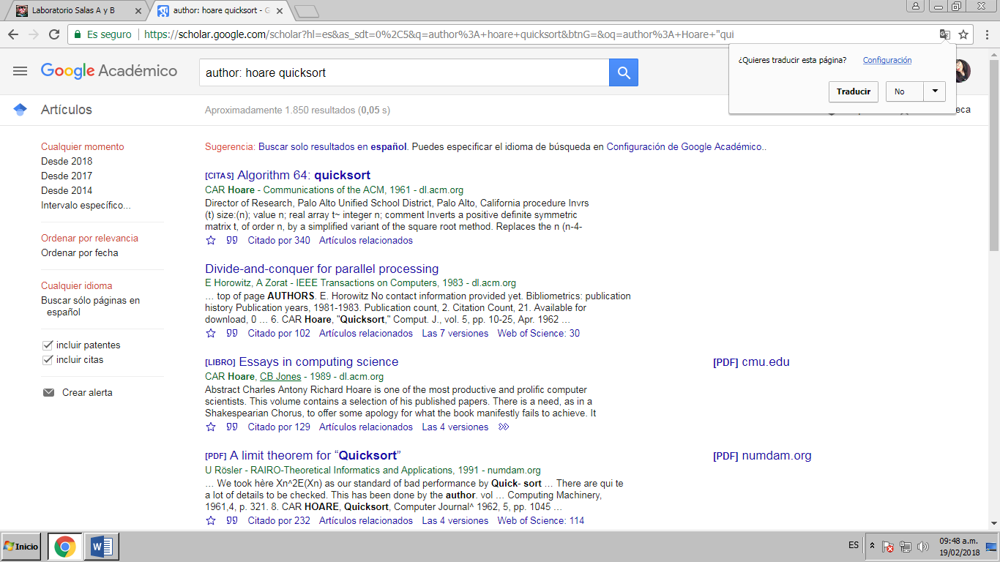 Laboratorio Salas A y B
author: hoare quicksort - G
Es seguro
https://scholar.google.com/scholar?hl=es&as_sdt=0%2C5&q=author%3A+hoare+quicksort&btnG=&oq=author%3A+Hoare+"qui
¿Quieres traducir esta página? Configuración
Traducir No
Google Académico
author: hoare quicksort
Artículos
Aproximadamente 1.850 resultados (0,05 s)
eca
Cualquier momento
Desde 2018
Desde 2017
Desde 2014
Intervalo específico...
Ordenar por relevancia
Ordenar por fecha
Cualquier idioma
Buscar sólo páginas en
español
incluir patentes
incluir citas
Crear alerta
Sugerencia: Buscar solo resultados en español. Puedes especificar el idioma de búsqueda en Configuración de Google Académico..
[CITAS] Algorithm 64: quicksort
CAR Hoare - Communications of the ACM, 1961 - dl.acm.org
Director of Research, Palo Alto Unified School District, Palo Alto, California procedure Invrs
(t) size:(n); value n; real array t~ integer n; comment Inverts a positive definite symmetric
matrix t, of order n, by a simplified variant of the square root method. Replaces the n (n-4-
Citado por 340 Artículos relacionados
Divide-and-conquer for parallel processing
E Horowitz, A Zorat - IEEE Transactions on Computers, 1983 - dl.acm.org
... top of page AUTHORS. E. Horowitz No contact information provided yet. Bibliometrics: publication
history Publication years, 1981-1983. Publication count, 2. Citation Count, 21. Available for
download, 0 ... 6. CAR Hoare, "Quicksort," Comput. J., vol. 5, pp. 10-25, Apr. 1962 ...
Citado por 102 Artículos relacionados Las 7 versiones Web of Science: 30
[LIBRO] Essays in computing science
CAR Hoare, CB Jones - 1989 - dl.acm.org
Abstract Charles Antony Richard Hoare is one of the most productive and prolific computer
scientists. This volume contains a selection of his published papers. There is a need, as in a
Shakespearian Chorus, to offer some apology for what the book manifestly fails to achieve. It
Citado por 129 Artículos relacionados Las 4 versiones
[PDF] cmu.edu
[PDF] A limit theorem for “Quicksort”
U Rösler - RAIRO-Theoretical Informatics and Applications, 1991 - numdam.org
... We took hère Xn^2E(Xn) as our standard of bad performance by Quick- sort ... There are qui te
a lot of details to be checked. This has been done by the author. vol ... Computing Machinery,
1961,4, p. 321. 8. CAR HOARE, Quicksort, Computer Journal^ 1962, 5, pp. 1045 ...
Citado por 232 Artículos relacionados Las 4 versiones Web of Science: 114
[PDF] numdam.org
Inicio
ES
09:48 a.m.
19/02/2018